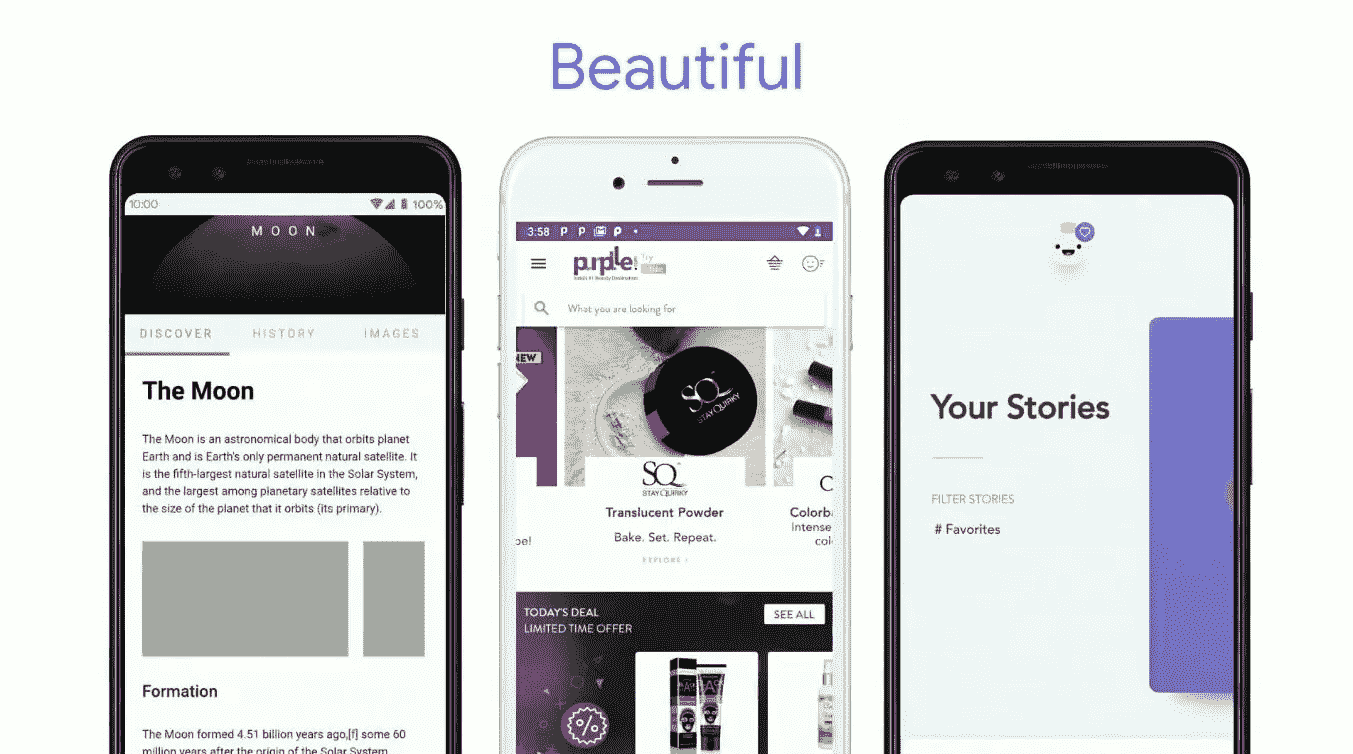 Beautiful
10:00
100%
MOON
DISCOVER HISTORY IMAGES
The Moon
The Moon is an astronomical body that orbits planet
Earth and is Earth's only permanent natural satellite. It
is the fifth-largest natural satellite in the Solar System,
and the largest among planetary satellites relative to
the size of the planet that it orbits (its primary).
Formation
The Moon formed 4.51 billion years ago,[f] some 60
million years after the origin of the Solar System
3:58 P P P
purplle
Try
What you are looking for
NEW
SQ
STAY QUIRKY
SQ
STAY QUIRKY
Translucent Powder
Bake. Set. Repeat.
EXPLORE
Colorba
Intense
col
pe!
TODAY'S DEAL
LIMITED TIME OFFER
SEE ALL
%
Your Stories
FILTER STORIES
# Favorites